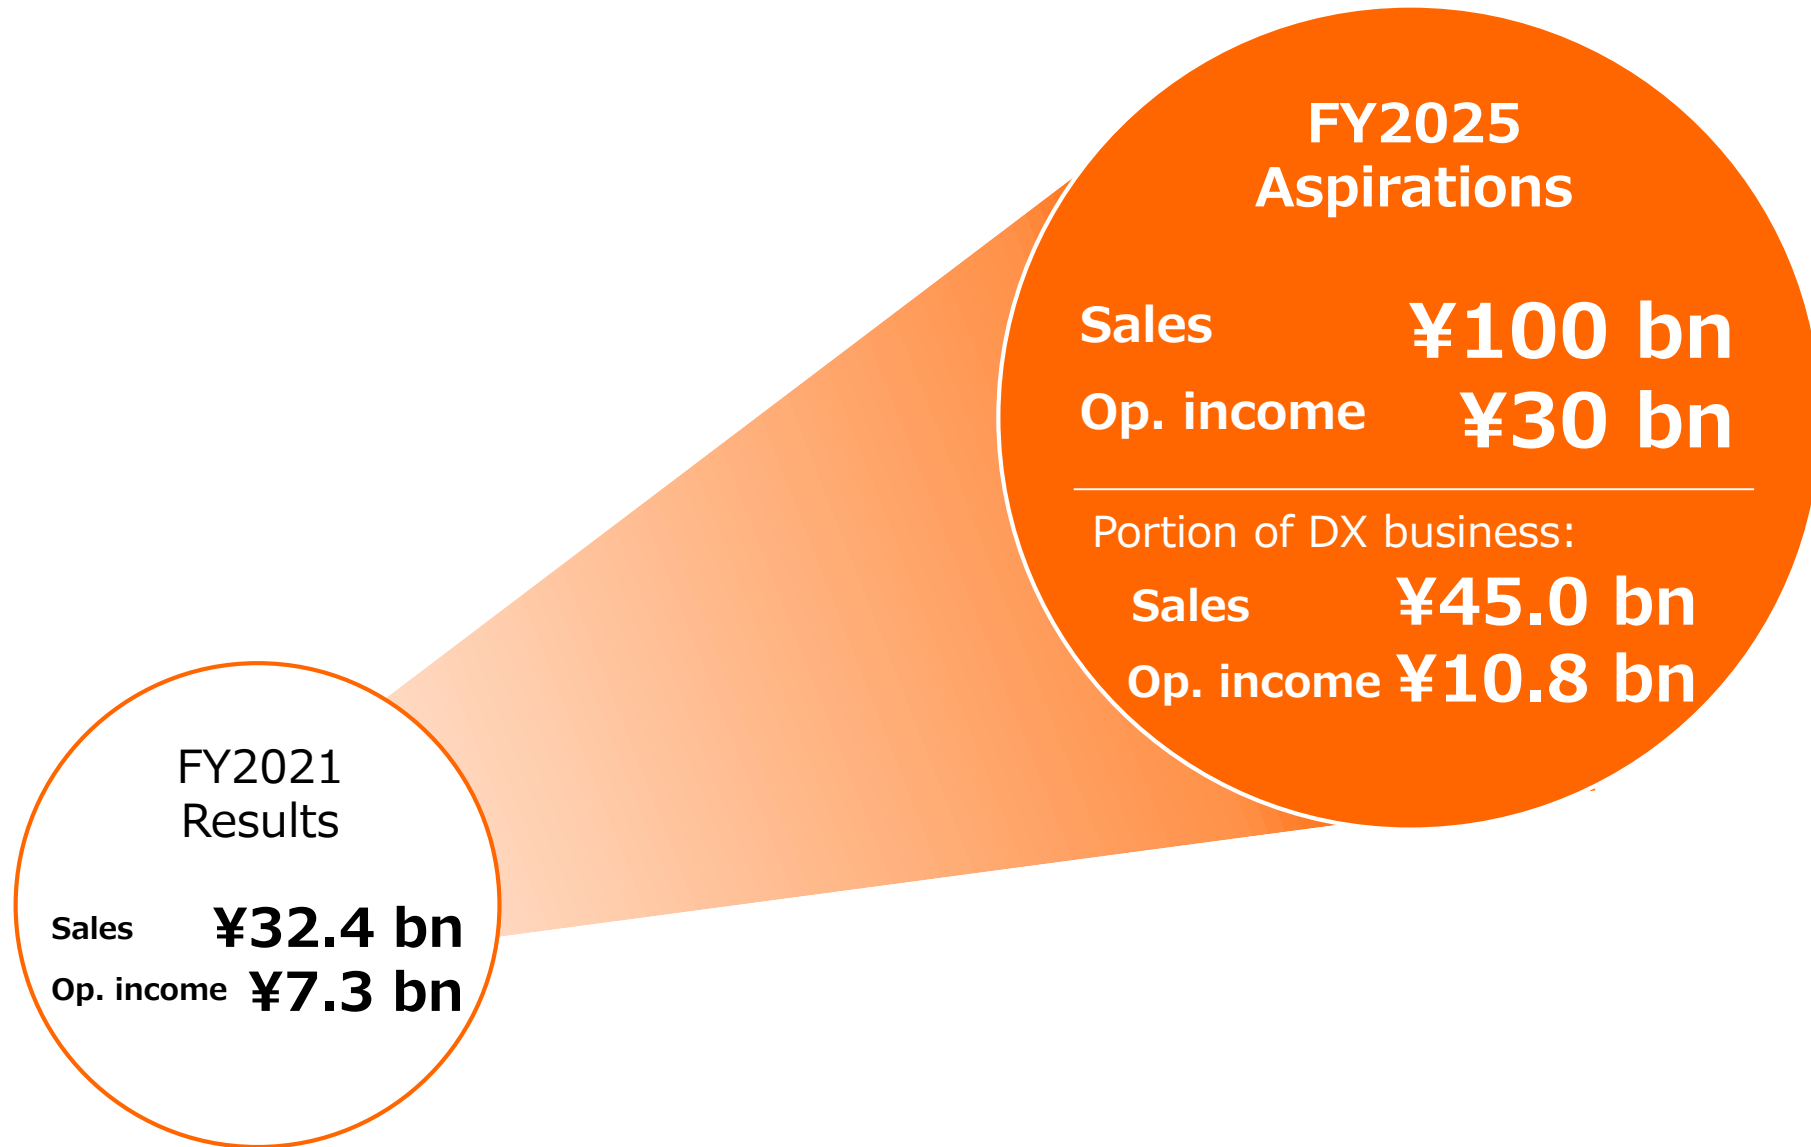 FY2025
Aspirations
Sales ¥100 bn
Op. income ¥30 bn
Portion of DX business:
Sales ¥45.0 bn
Op. income ¥10.8 bn
FY2021
Results
Sales ¥32.4 bn
Op. income ¥7.3 bn